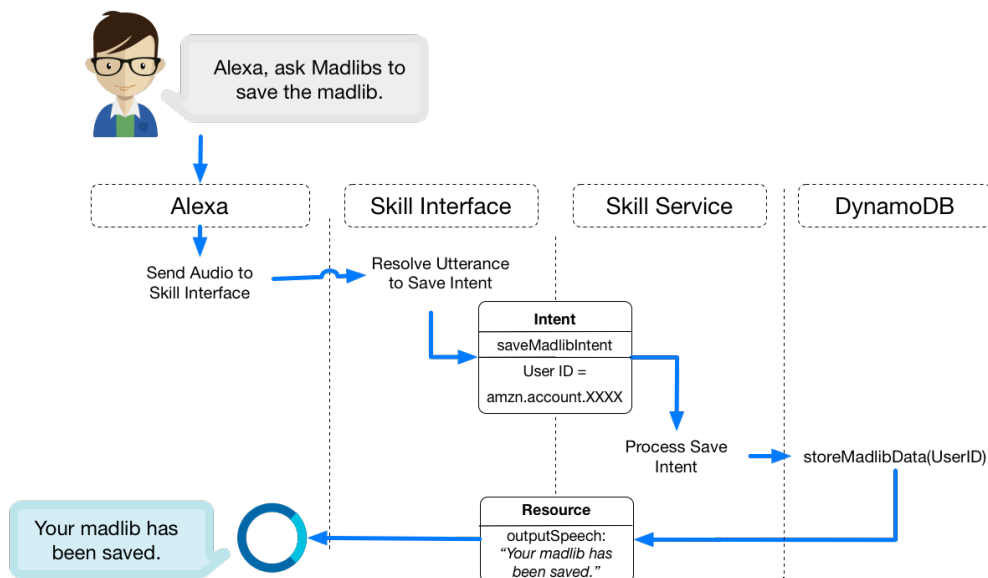 Alexa, ask Madlibs to
save the madlib.
Alexa
Skill Interface
Skill Service
DynamoDB
Send Audio to
Skill Interface
Resolve Utterance
to Save Intent
Intent
saveMadlibIntent
User ID =
amzn.account.XXXX
Process Save
Intent
storeMadlibData(UserID)
Resource
outputSpeech:
“Your madlib has
been saved.”
Your madlib has
been saved.